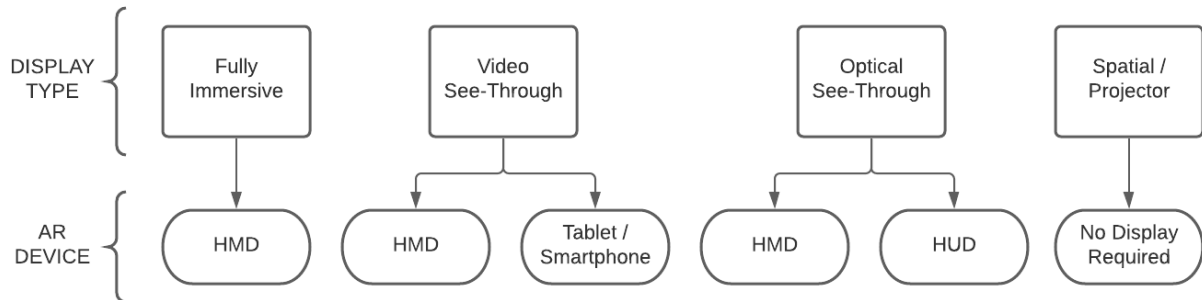 DISPLAY
TYPE
Fully
Immersive
Video
See-Through
Optical
See-Through
Spatial /
Projector
AR
DEVICE
HMD
HMD
Tablet /
Smartphone
HMD
HUD
No Display
Required